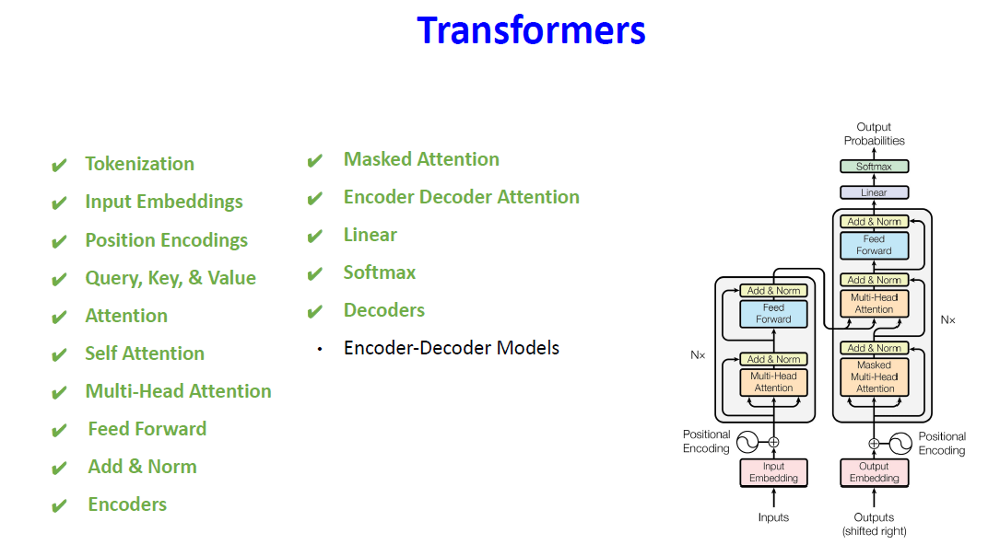 Transformers
Tokenization
Input Embeddings
Position Encodings
Query, Key, & Value
Attention
Self Attention
Multi-Head Attention
Feed Forward
Add & Norm
Encoders
Masked Attention
Encoder Decoder Attention
Linear
Softmax
Decoders
Encoder-Decoder Models
Output
Probabilities
Softmax
Linear
Add & Norm
Feed
Forward
Add & Norm
Multi-Head
Attention
Nx
Add & Norm
Masked
Multi-Head
Attention
Add & Norm
Feed
Forward
Nx
Add & Norm
Multi-Head
Attention
Positional
Encoding
Positional
Encoding
Input
Embedding
Output
Embedding
Inputs
Outputs
(shifted right)